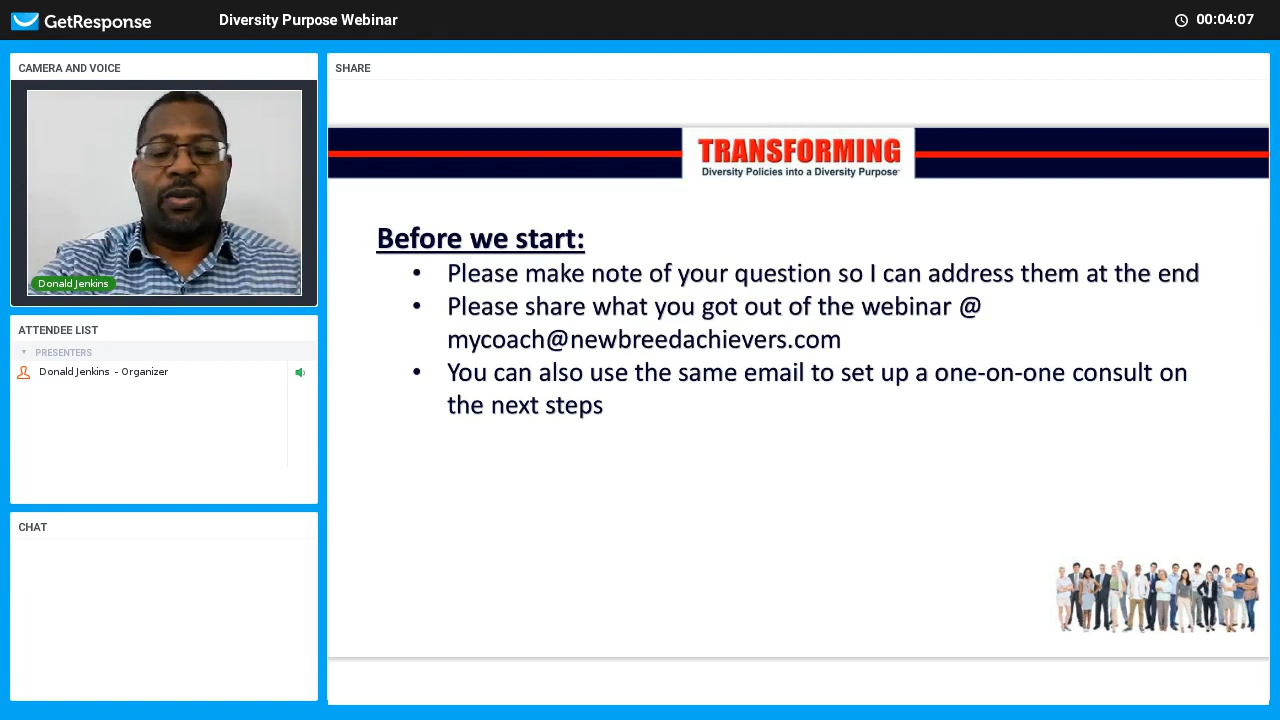 GetResponse
Diversity Purpose Webinar
00:04:07
CAMERA AND VOICE
Donald Jenkins
ATTENDEE LIST
PRESENTERS
Donald Jenkins - Organizer
CHAT
SHARE
TRANSFORMING
Diversity Policies into a Diversity Purpose
Before we start:
• Please make note of your question so I can address them at the end
• Please share what you got out of the webinar @
mycoach@newbreedachievers.com
• You can also use the same email to set up a one-on-one consult on
the next steps